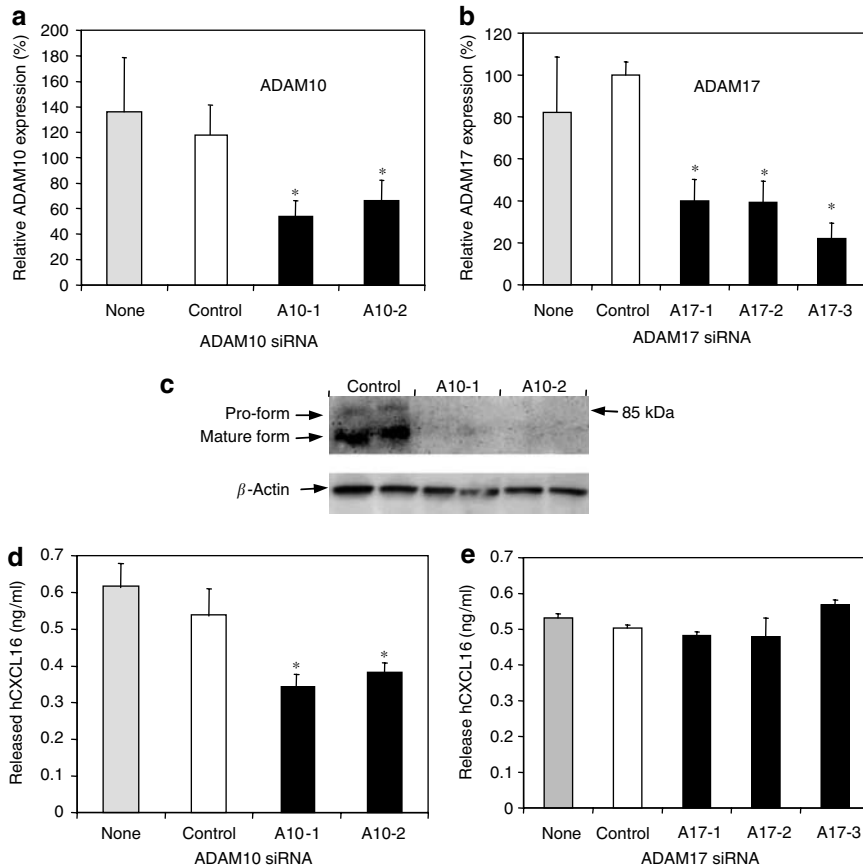 a
Relative ADAM10 expression (%)
200
180
160
140
120
100
80
60
40
20
0
ADAM10
*
*
None Control A10-1 A10-2
ADAM10 siRNA
b
Relative ADAM17 expression (%)
120
100
80
60
40
20
0
ADAM17
*
*
*
None Control A17-1 A17-2 A17-3
ADAM17 siRNA
c
Control A10-1 A10-2
Pro-form
85 kDa
Mature form
β-Actin
d
Released hCXCL16 (ng/ml)
0.7
0.6
0.5
0.4
0.3
0.2
0.1
0
*
*
None Control A10-1 A10-2
ADAM10 siRNA
e
Release hCXCL16 (ng/ml)
0.7
0.6
0.5
0.4
0.3
0.2
0.1
0
None Control A17-1 A17-2 A17-3
ADAM17 siRNA